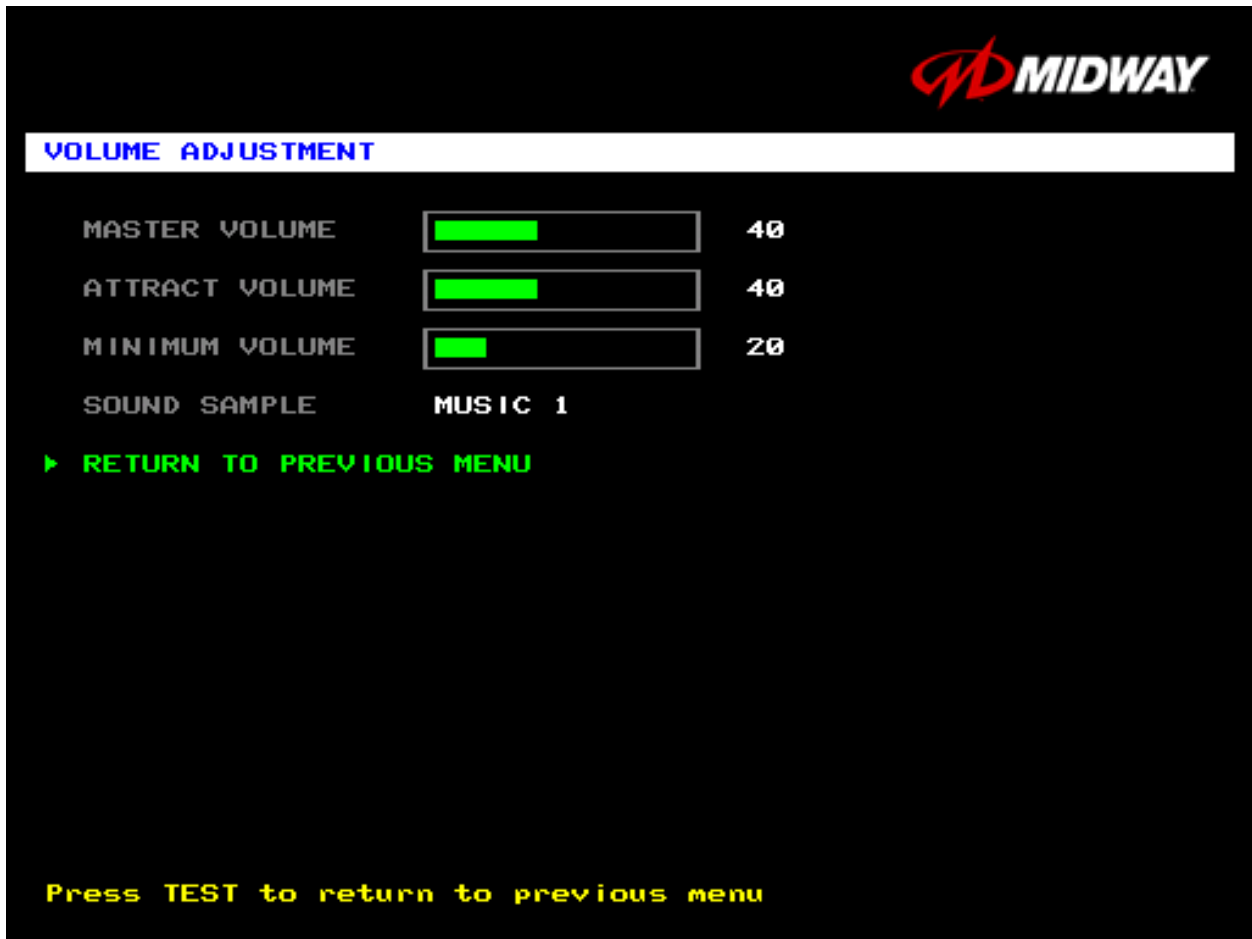 MIDWAY
VOLUME ADJUSTMENT
MASTER VOLUME 40
ATTRACT VOLUME 40
MINIMUM VOLUME 20
SOUND SAMPLE MUSIC 1
RETURN TO PREVIOUS MENU
Press TEST to return to previous menu